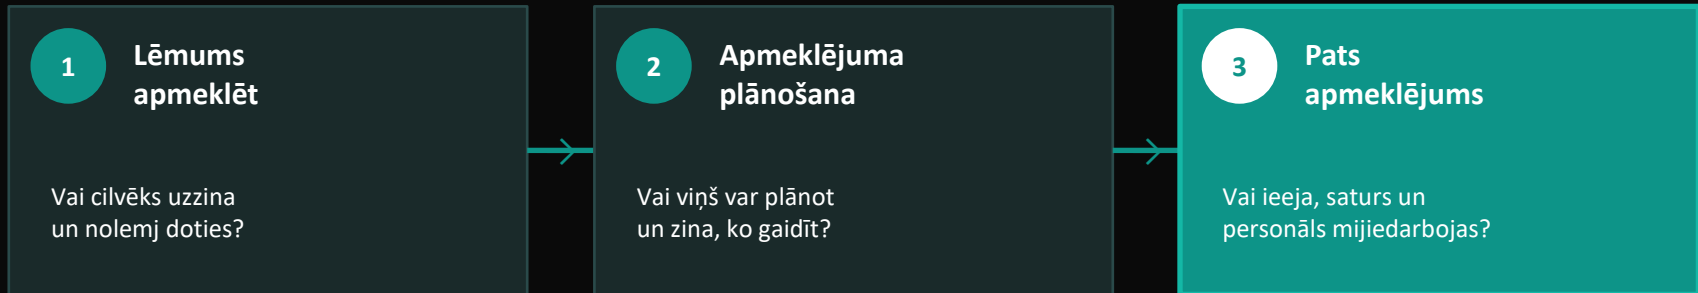 1
Lēmums
apmeklēt
Vai cilvēks uzzina
un nolemj doties?
2
Apmeklējuma
plānošana
Vai viņš var plānot
un zina, ko gaidīt?
3
Pats
apmeklējums
Vai ieeja, saturs un
personāls mijiedarbojas?